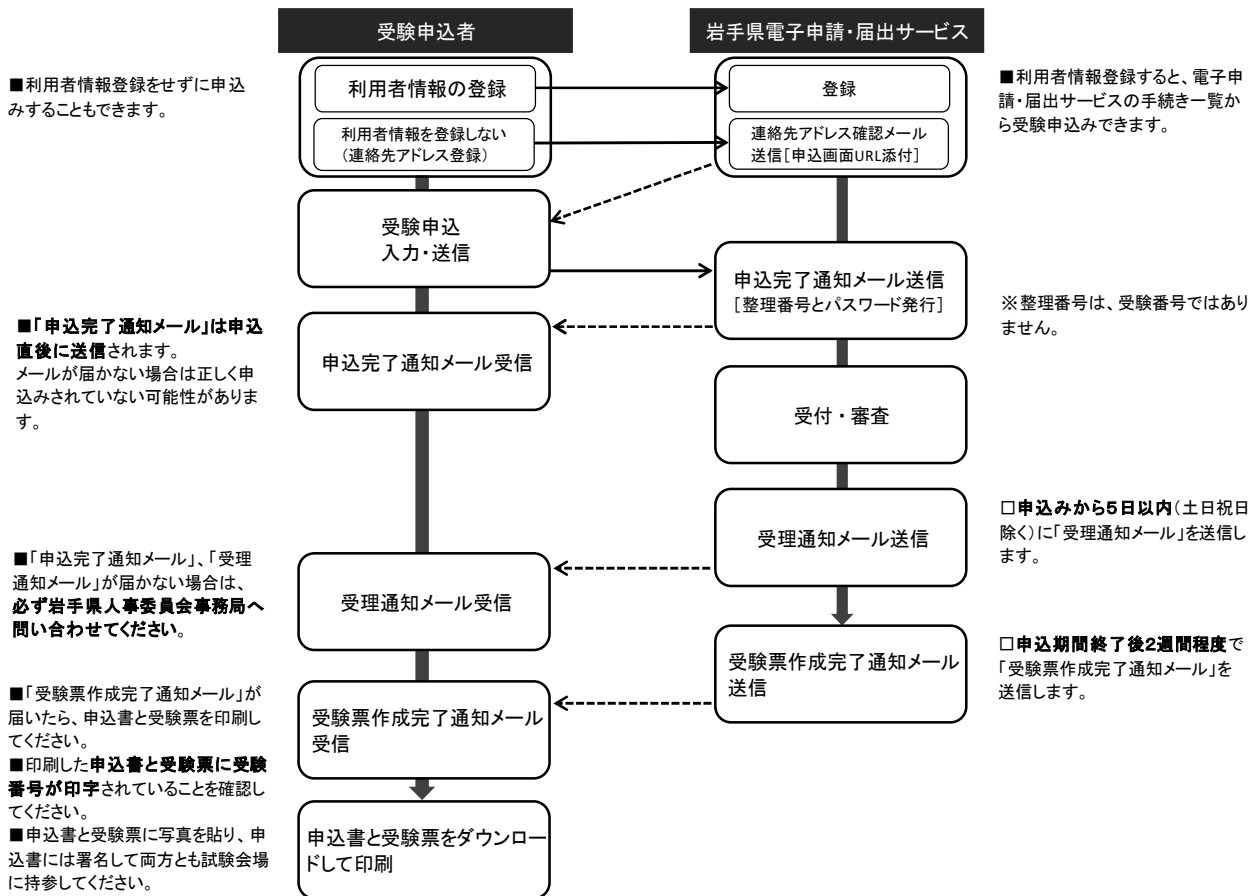 受験申込者
岩手県電子申請・届出サービス
■利用者情報登録をせずに申込
みすることもできます。
利用者情報の登録
利用者情報を登録しない
(連絡先アドレス登録)
登録
連絡先アドレス確認メール
送信[申込画面URL添付]
■利用者情報登録すると、電子申
請・届出サービスの手続き一覧か
ら受験申込みできます。
受験申込
入力・送信
申込完了通知メール送信
[整理番号とパスワード発行]
※整理番号は、受験番号ではあり
ません。
■「申込完了通知メール」は申込
直後に送信されます。
メールが届かない場合は正しく申
込みされていない可能性がありま
す。
申込完了通知メール受信
受付・審査
受理通知メール送信
□申込みから5日以内(土日祝日
除く)に「受理通知メール」を送信し
ます。
■「申込完了通知メール」、「受理
通知メール」が届かない場合は、
必ず岩手県人事委員会事務局へ
問い合わせてください。
受理通知メール受信
受験票作成完了通知メール
送信
□申込期間終了後2週間程度で
「受験票作成完了通知メール」を
送信します。
■「受験票作成完了通知メール」が
届いたら、申込書と受験票を印刷し
てください。
■印刷した申込書と受験票に受験
番号が印字されていることを確認し
てください。
■申込書と受験票に写真を貼り、申
込書には署名して両方とも試験会場
に持参してください。
受験票作成完了通知メール
受信
申込書と受験票をダウンロー
ドして印刷